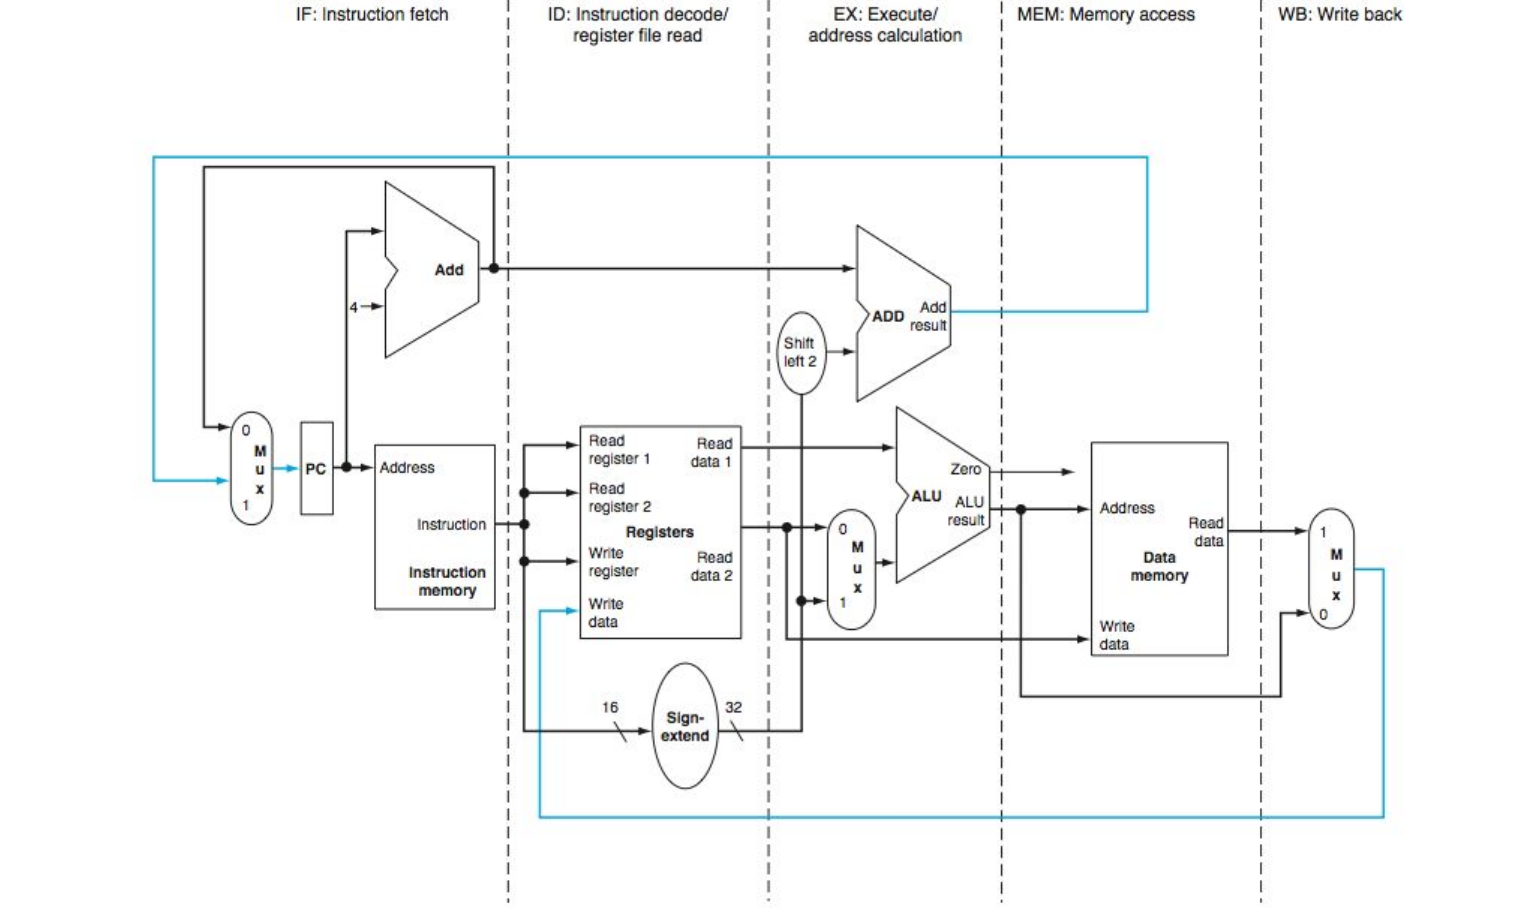 IF: Instruction fetch
ID: Instruction decode/
register file read
EX: Execute/
address calculation
MEM: Memory access
WB: Write back
Add
4
ADD
Add
result
Shift
left 2
0
M
u
x
1
PC
Address
Instruction
Instruction
memory
Read
register 1
Read
register 2
Registers
Write
register
Write
data
Read
data 1
Read
data 2
16
Sign-
extend
32
0
M
u
x
1
Zero
ALU
ALU
result
Address
Read
data
Data
memory
Write
data
1
M
u
x
0